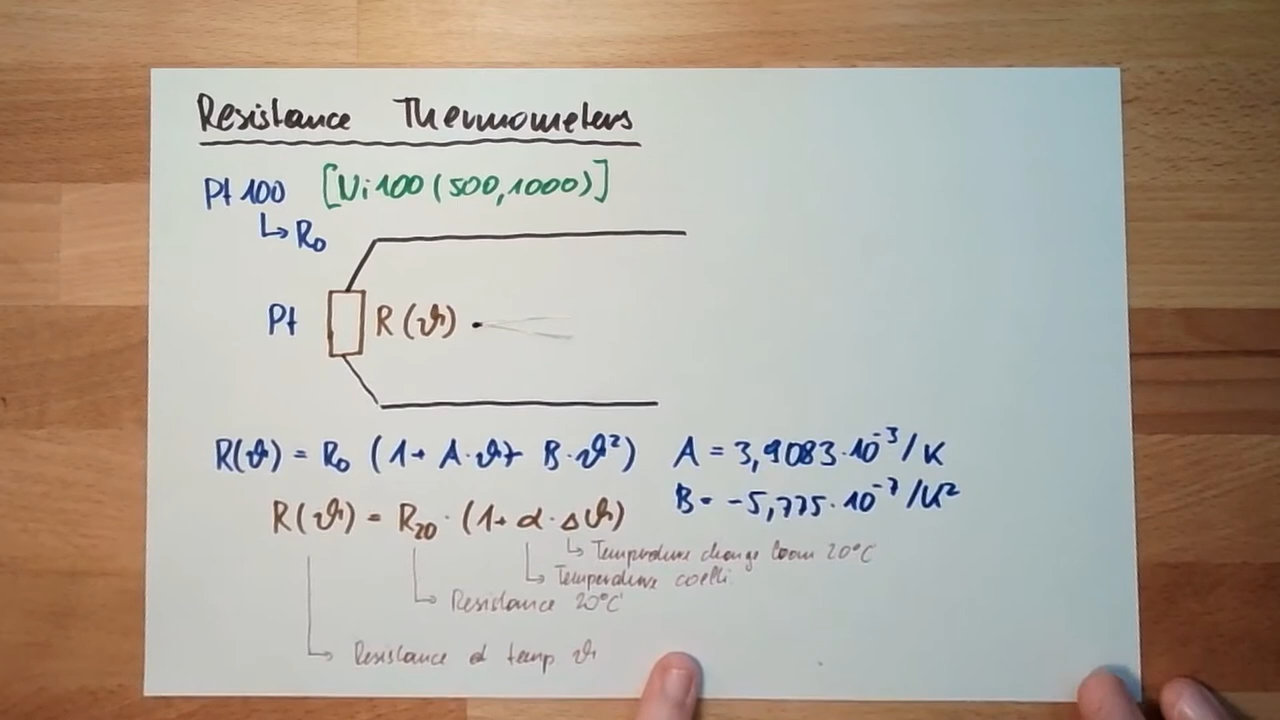 Resistance Thermometers
Pt 100 [Ni 100 (500, 1000)]
↳ R₀
Pt R(ϑ)
R(ϑ) = R₀ (1 + A·ϑ + B·ϑ²) A = 3,9083·10⁻³/K
B = -5,775·10⁻⁷/K²
R(ϑ) = R₂₀ · (1 + α · Δϑ)
↳ Temperature change from 20°C
↳ Temperature coeff.
↳ Resistance 20°C
↳ Resistance at temp ϑ